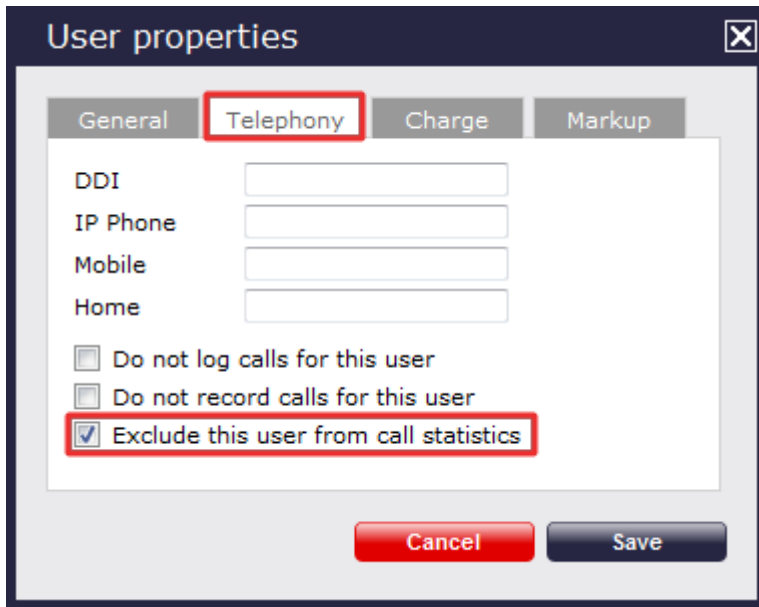 User properties
General Telephony Charge Markup
DDI
IP Phone
Mobile
Home
Do not log calls for this user
Do not record calls for this user
Exclude this user from call statistics
Cancel Save